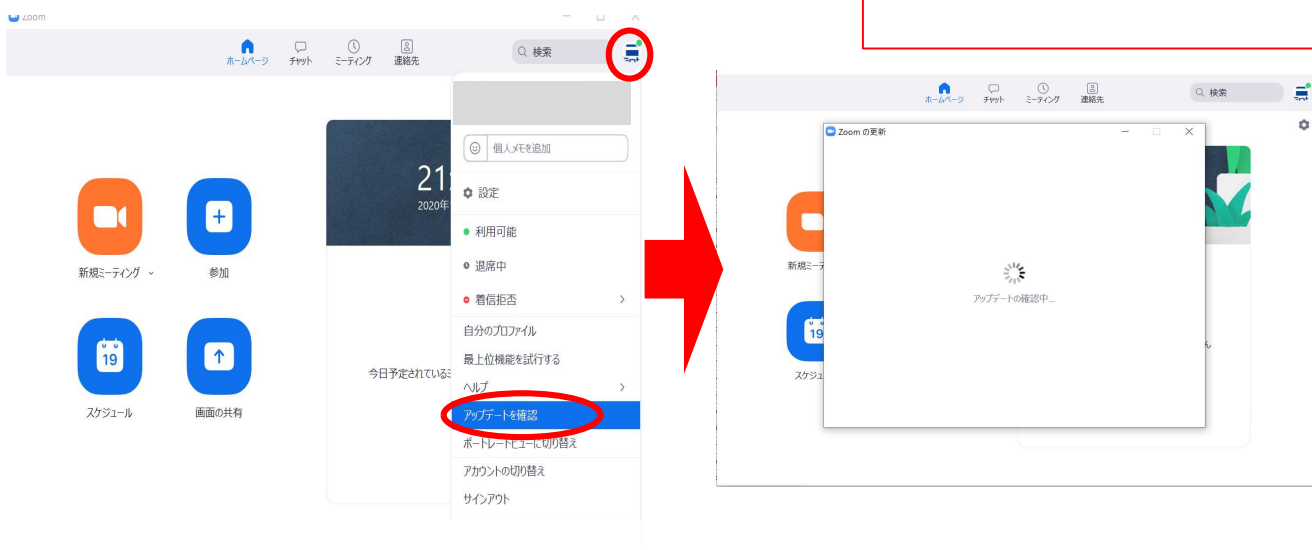 Zoom
ホームページ
チャット
ミーティング
連絡先
検索
個人メモを追加
設定
利用可能
退席中
着信拒否
自分のプロファイル
最上位機能を試行する
ヘルプ
アップデートを確認
ポートレートビューに切り替え
アカウントの切り替え
サインアウト
21:
2020年
新規ミーティング
参加
19
スケジュール
画面の共有
今日予定されているミ
ホームページ
チャット
ミーティング
連絡先
検索
Zoom の更新
アップデートの確認中...
新規ミーテ
19
スケジュ
ん